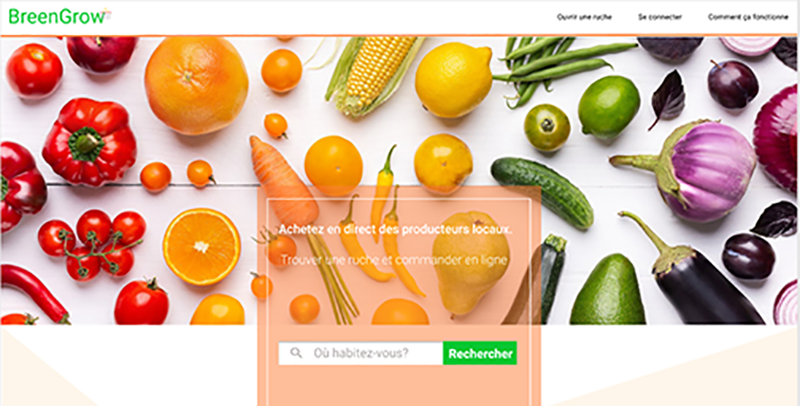 BreenGrow
Ouvrir une ruche
Se connecter
Comment ça fonctionne
Achetez en direct des producteurs locaux.
Trouver une ruche et commander en ligne
Où habitez-vous?
Rechercher